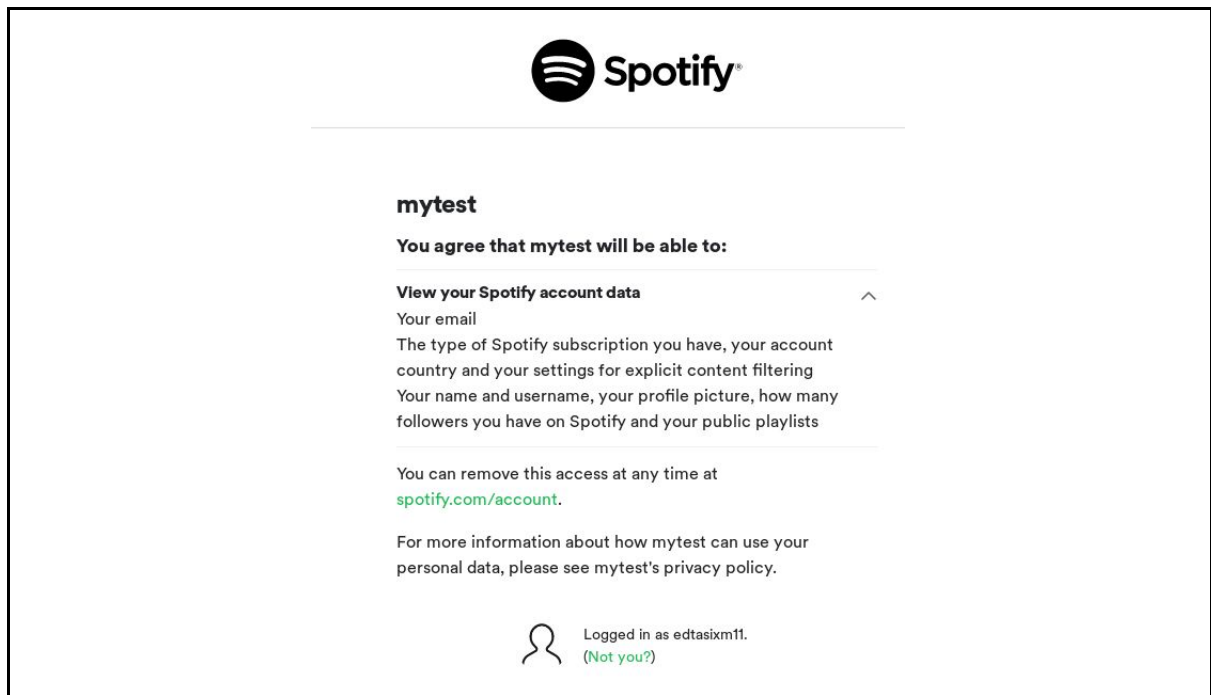 Spotify®
mytest
You agree that mytest will be able to:
View your Spotify account data
Your email
The type of Spotify subscription you have, your account
country and your settings for explicit content filtering
Your name and username, your profile picture, how many
followers you have on Spotify and your public playlists
You can remove this access at any time at
spotify.com/account.
For more information about how mytest can use your
personal data, please see mytest's privacy policy.
Logged in as edtasixm11.
(Not you?)